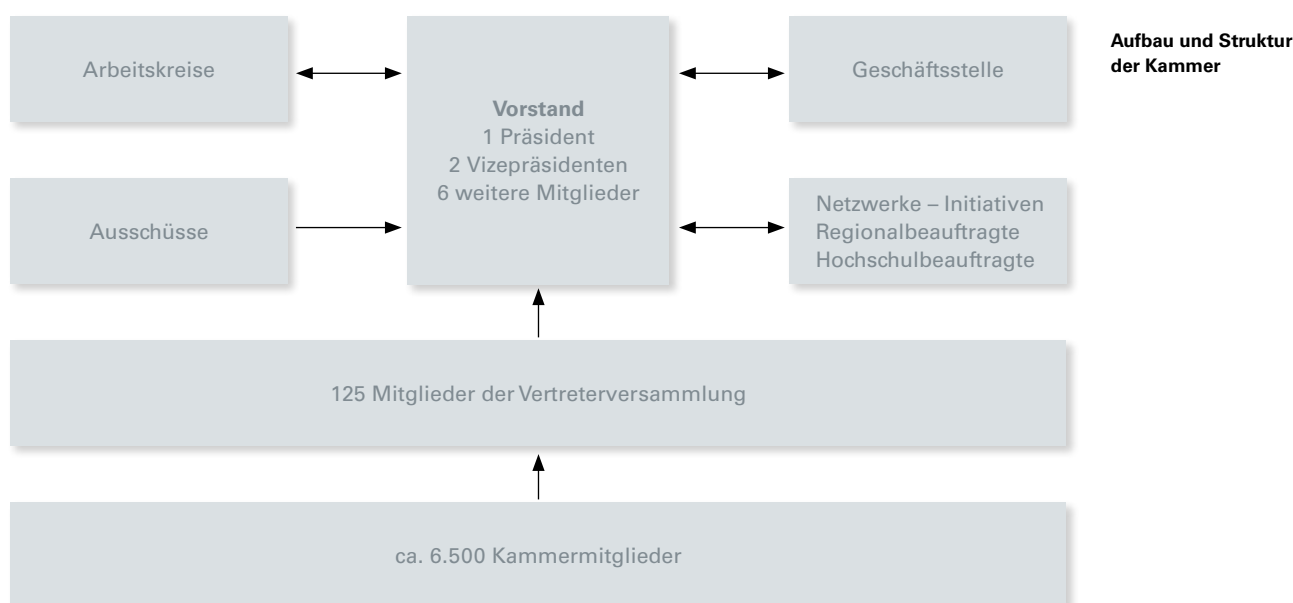 Aufbau und Struktur
der Kammer
Arbeitskreise
Vorstand
1 Präsident
2 Vizepräsidenten
6 weitere Mitglieder
Geschäftsstelle
Ausschüsse
Netzwerke – Initiativen
Regionalbeauftragte
Hochschulbeauftragte
125 Mitglieder der Vertreterversammlung
ca. 6.500 Kammermitglieder